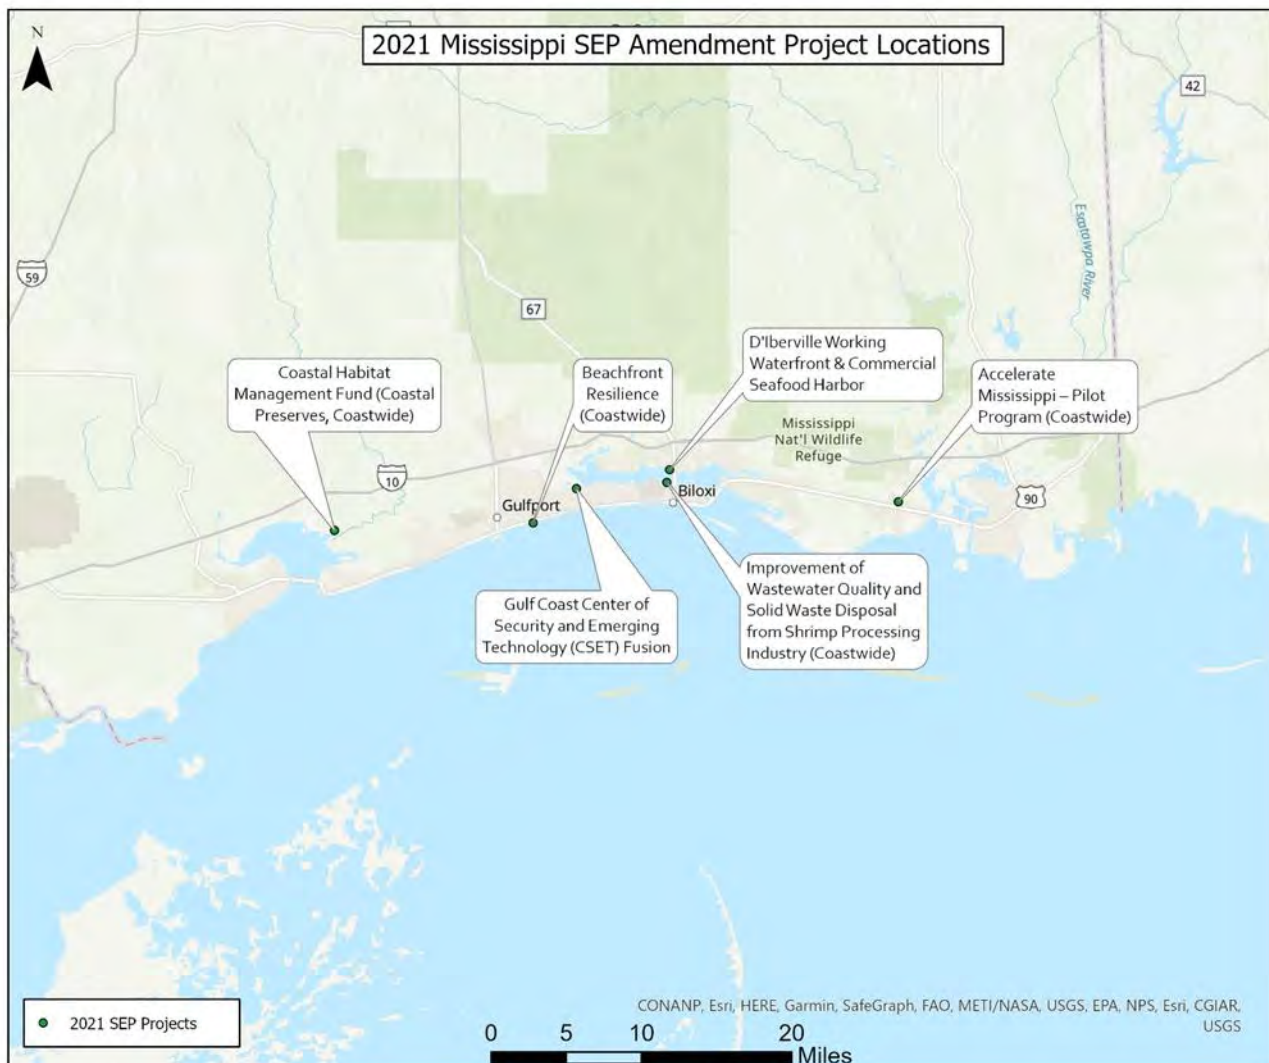 N
2021 Mississippi SEP Amendment Project Locations
42
Escatawpa River
59
67
D'Iberville Working
Waterfront & Commercial
Seafood Harbor
Coastal Habitat
Management Fund (Coastal
Preserves, Coastwide)
Beachfront
Resilience
(Coastwide)
Accelerate
Mississippi – Pilot
Program (Coastwide)
Mississippi
Nat'l Wildlife
Refuge
10
Gulfport
Biloxi
90
Gulf Coast Center of
Security and Emerging
Technology (CSET) Fusion
Improvement of
Wastewater Quality and
Solid Waste Disposal
from Shrimp Processing
Industry (Coastwide)
2021 SEP Projects
CONANP, Esri, HERE, Garmin, SafeGraph, FAO, METI/NASA, USGS, EPA, NPS, Esri, CGIAR,
USGS
0 5 10 20
Miles